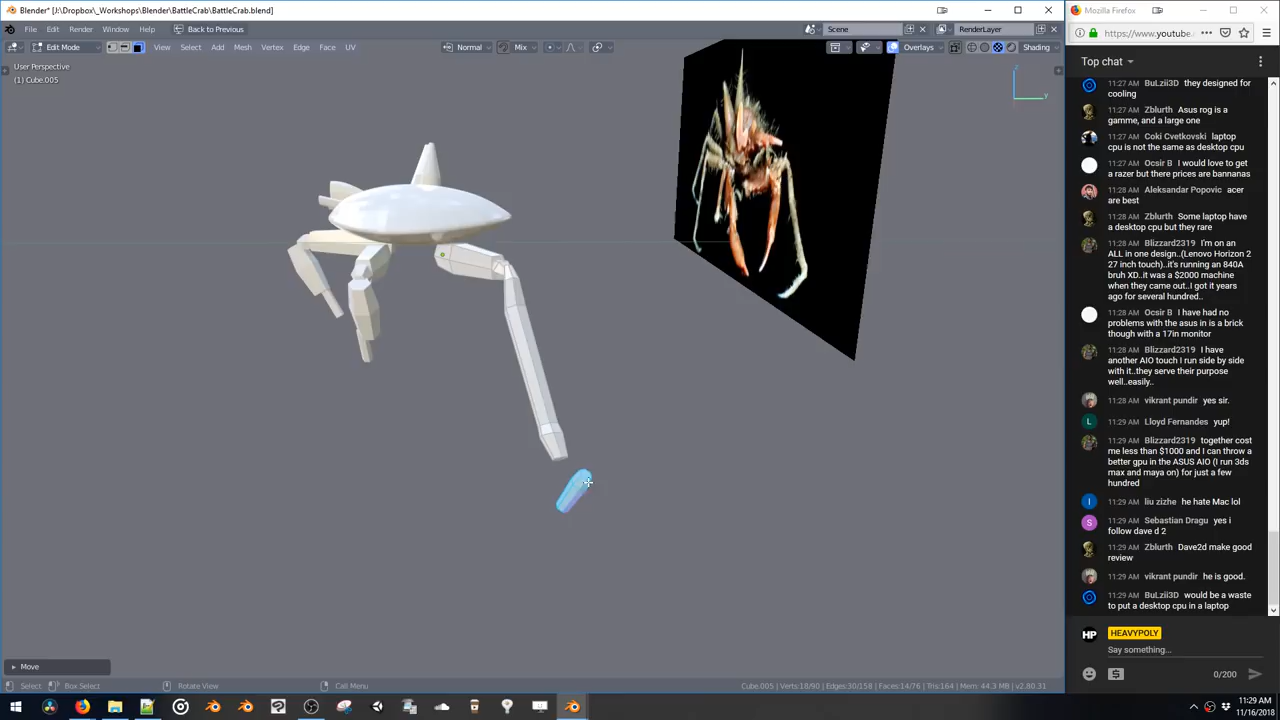 Blender* [J:\Dropbox\_Workshops\Blender\BattleCrab\BattleCrab.blend]
File Edit Render Window Help Back to Previous Scene RenderLayer
Edit Mode View Select Add Mesh Vertex Edge Face UV Normal Mix Overlays Shading
User Perspective
(1) Cube.005
Z
Y
Move
Select Box Select Rotate View Call Menu Cube.005 | Verts:18/90 | Edges:30/158 | Faces:14/76 | Tris:164 | Mem: 44.3 MB | v2.80.31
Mozilla Firefox
https://www.youtube.
Top chat
11:27 AM BuLzii3D they designed for
cooling
11:27 AM Zblurth Asus rog is a
gamme, and a large one
11:27 AM Coki Cvetkovski laptop
cpu is not the same as desktop cpu
11:27 AM Ocsir B I would love to get
a razer but there prices are bannanas
11:28 AM Aleksandar Popovic acer
are best
11:28 AM Zblurth Some laptop have
a desktop cpu but they rare
11:28 AM Blizzard2319 I'm on an
ALL in one design..(Lenovo Horizon 2
27 inch touch)..it's running an 840A
bruh XD..it was a $2000 machine
when they came out..I got it years
ago for several hundred..
11:28 AM Ocsir B I have had no
problems with the asus in is a brick
though with a 17in monitor
11:28 AM Blizzard2319 I have
another AIO touch I run side by side
with it..they serve their purpose
well..easily..
11:28 AM vikrant pundir yes sir.
11:29 AM Lloyd Fernandes yup!
11:29 AM Blizzard2319 together cost
me less than $1000 and I can throw a
better gpu in the ASUS AIO (I run 3ds
max and maya on) for just a few
hundred
11:29 AM liu zizhe he hate Mac lol
11:29 AM Sebastian Dragu yes i
follow dave d 2
11:29 AM Zblurth Dave2d make good
review
11:29 AM vikrant pundir he is good.
11:29 AM BuLzii3D would be a waste
to put a desktop cpu in a laptop
HP HEAVYPOLY
Say something...
0/200
11:29 AM
11/16/2018